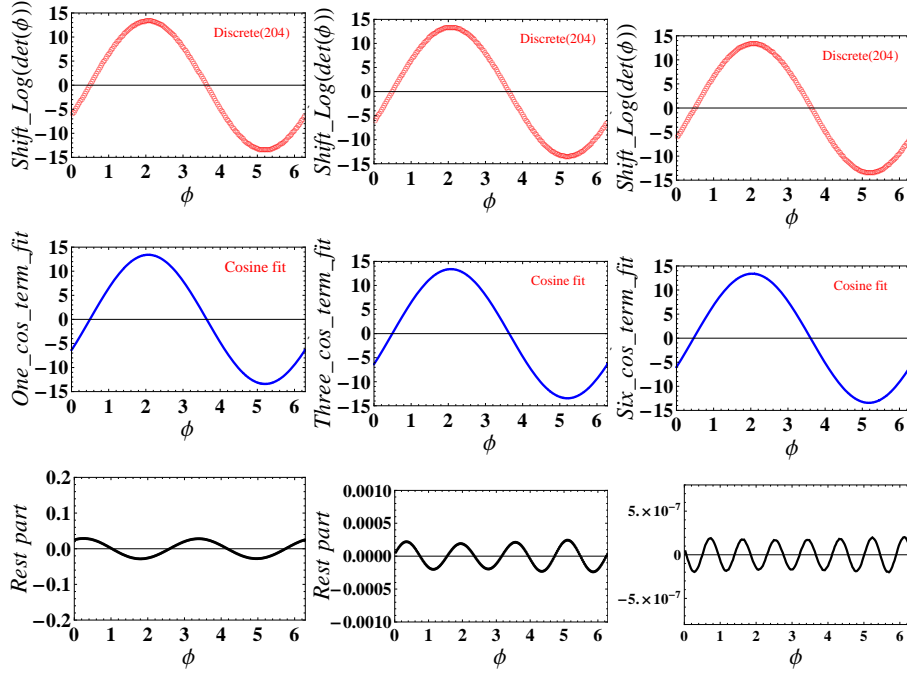 Shift_Log(det(ϕ))
15
10
5
0
−5
−10
−15
Discrete(204)
0 1 2 3 4 5 6
ϕ
Shift_Log(det(ϕ))
15
10
5
0
−5
−10
−15
Discrete(204)
0 1 2 3 4 5 6
ϕ
Shift_Log(det(ϕ))
15
10
5
0
−5
−10
−15
Discrete(204)
0 1 2 3 4 5 6
ϕ
One_cos_term_fit
15
10
5
0
−5
−10
−15
Cosine fit
0 1 2 3 4 5 6
ϕ
Three_cos_term_fit
15
10
5
0
−5
−10
−15
Cosine fit
0 1 2 3 4 5 6
ϕ
Six_cos_term_fit
15
10
5
0
−5
−10
−15
Cosine fit
0 1 2 3 4 5 6
ϕ
Rest part
0.2
0.1
0.0
−0.1
−0.2
0 1 2 3 4 5 6
ϕ
Rest part
0.0010
0.0005
0.0000
−0.0005
−0.0010
0 1 2 3 4 5 6
ϕ
5.×10⁻⁷
0
−5.×10⁻⁷
0 1 2 3 4 5 6
ϕ